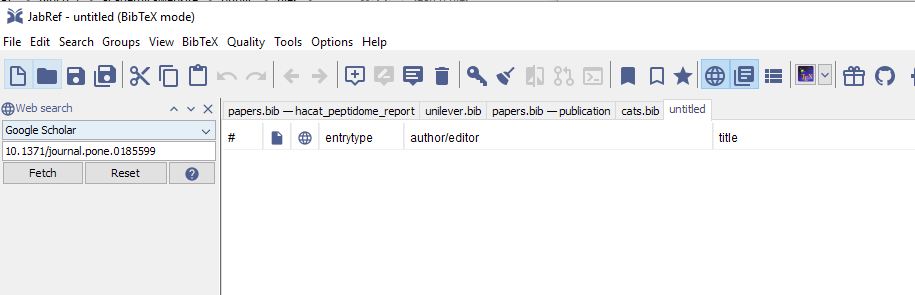 JabRef - untitled (BibTeX mode)
File Edit Search Groups View BibTeX Quality Tools Options Help
Web search
Google Scholar
10.1371/journal.pone.0185599
Fetch Reset ?
papers.bib — hacat_peptidome_report unilever.bib papers.bib — publication cats.bib untitled
# entrytype author/editor title